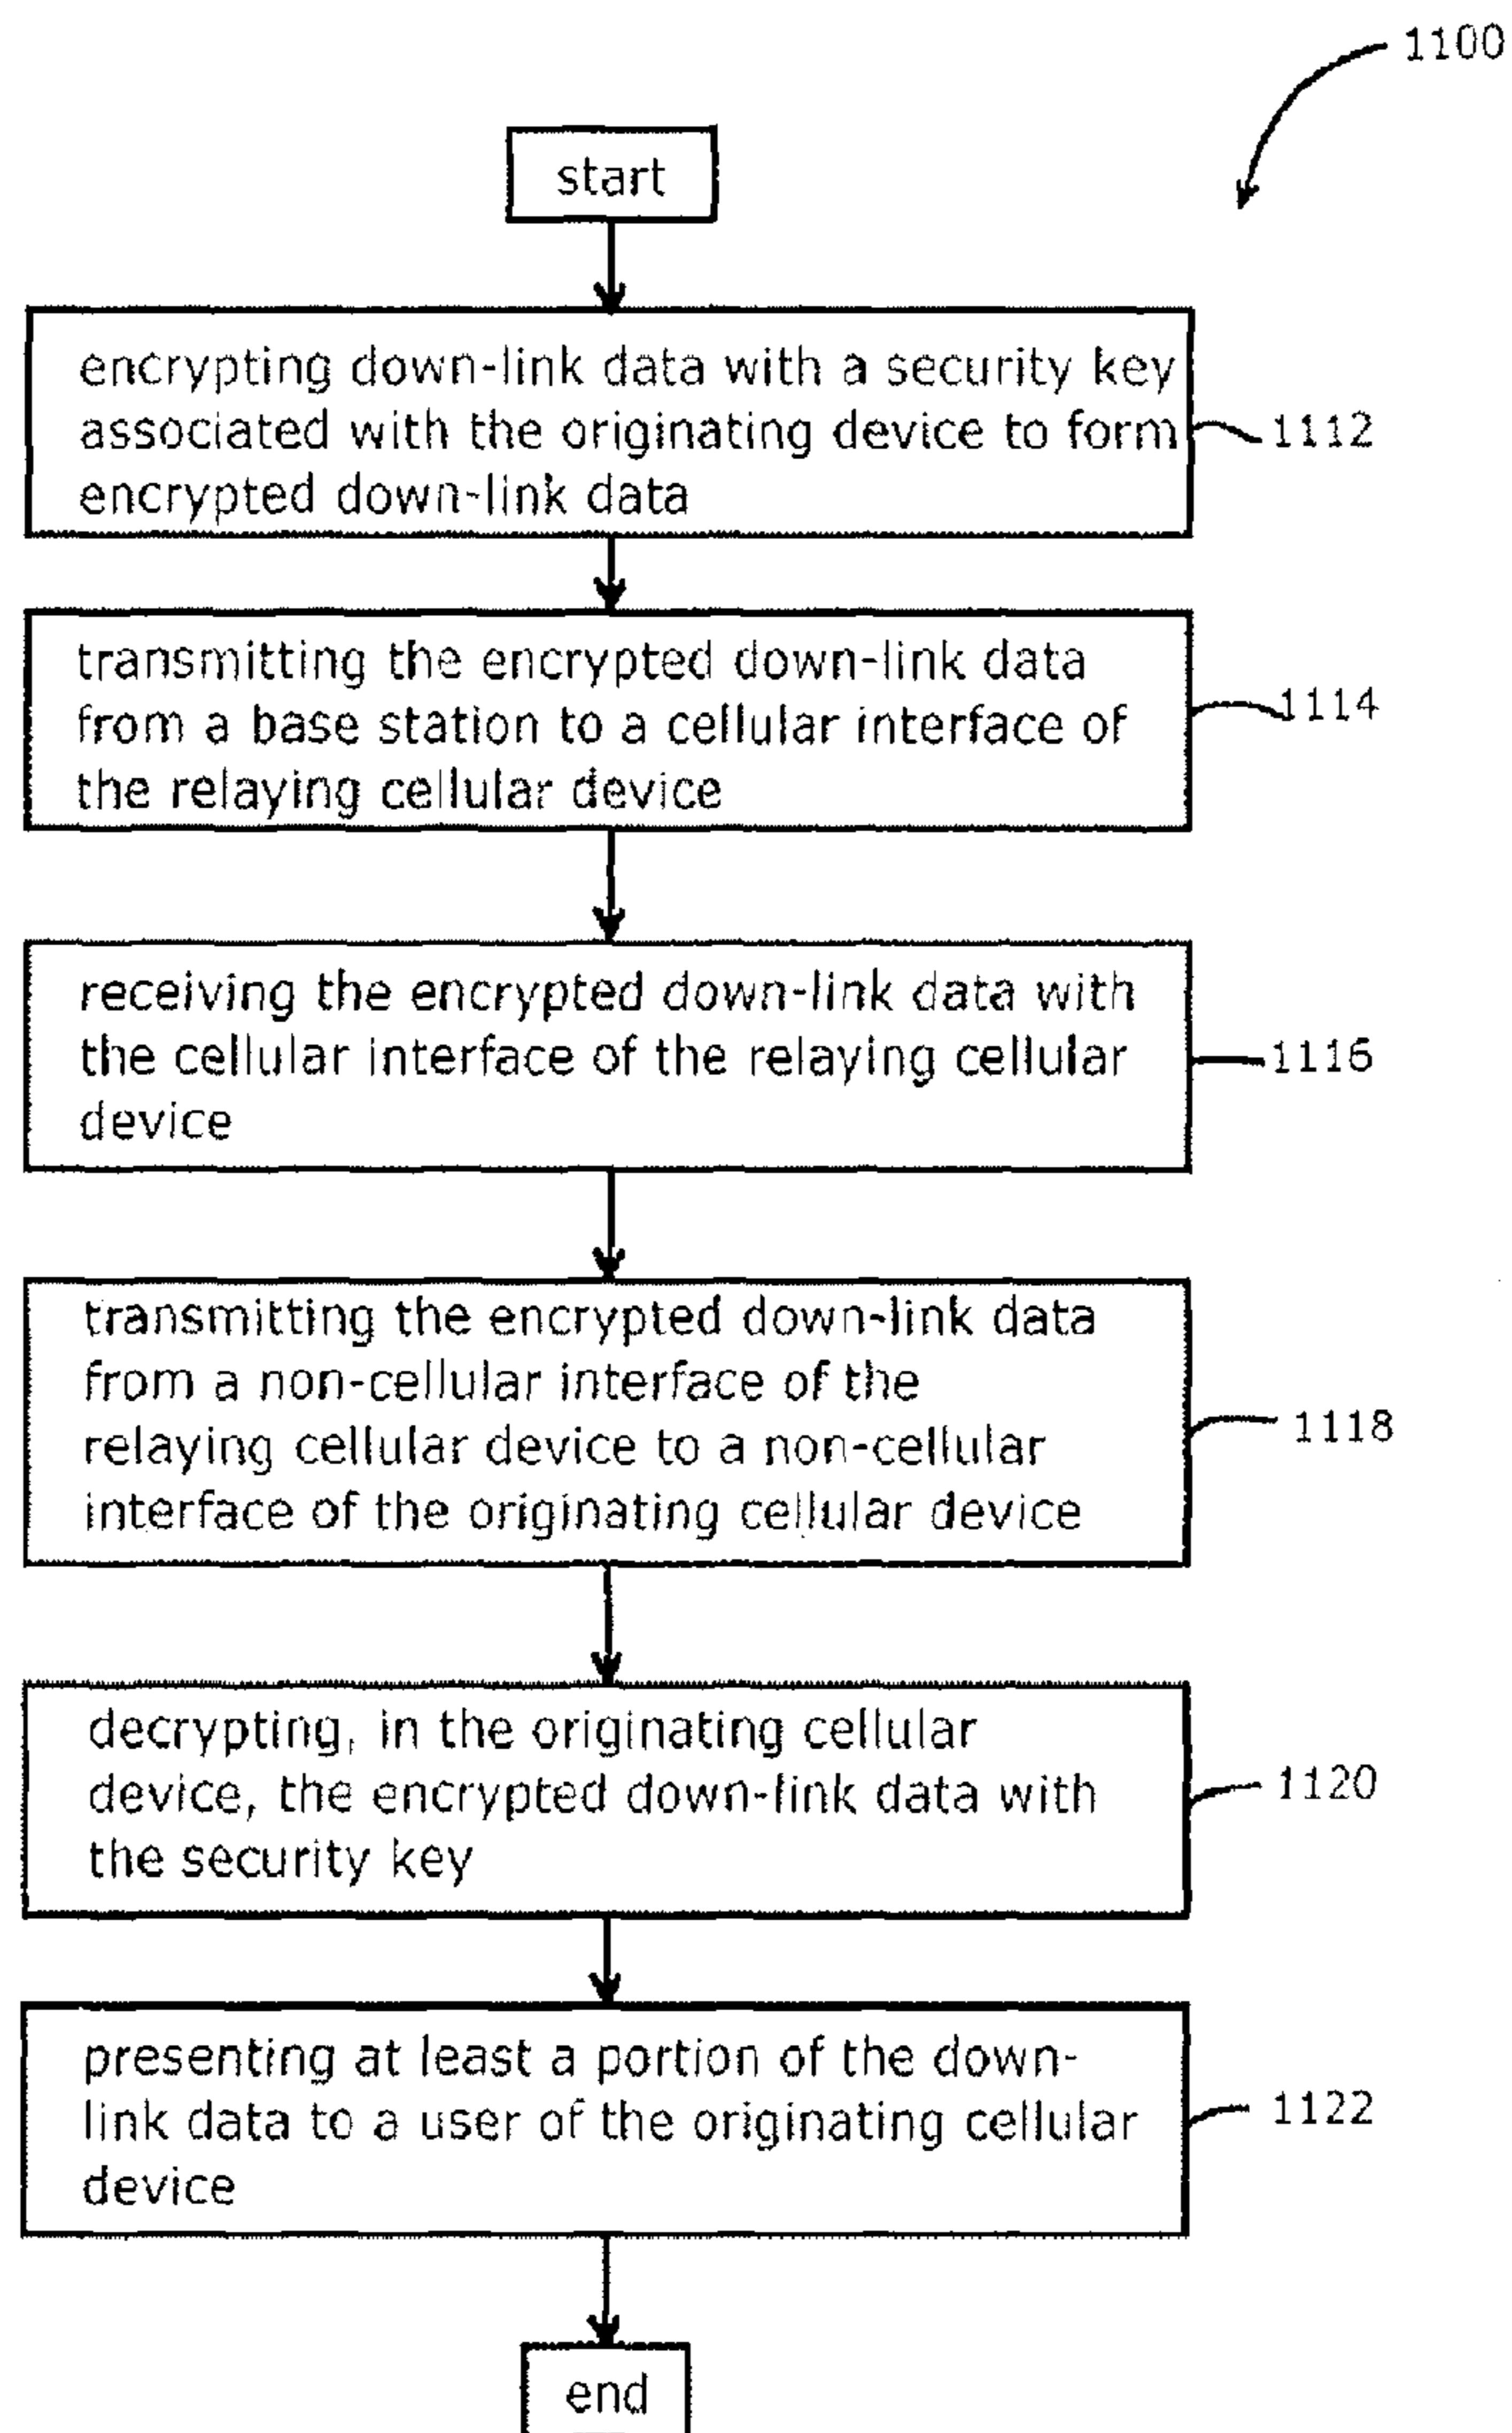 1100
start
encrypting down-link data with a security key
associated with the originating device to form
encrypted down-link data
1112
transmitting the encrypted down-link data
from a base station to a cellular interface of
the relaying cellular device
1114
receiving the encrypted down-link data with
the cellular interface of the relaying cellular
device
1116
transmitting the encrypted down-link data
from a non-cellular interface of the
relaying cellular device to a non-cellular
interface of the originating cellular device
1118
decrypting, in the originating cellular
device, the encrypted down-link data with
the security key
1120
presenting at least a portion of the down-
link data to a user of the originating cellular
device
1122
end